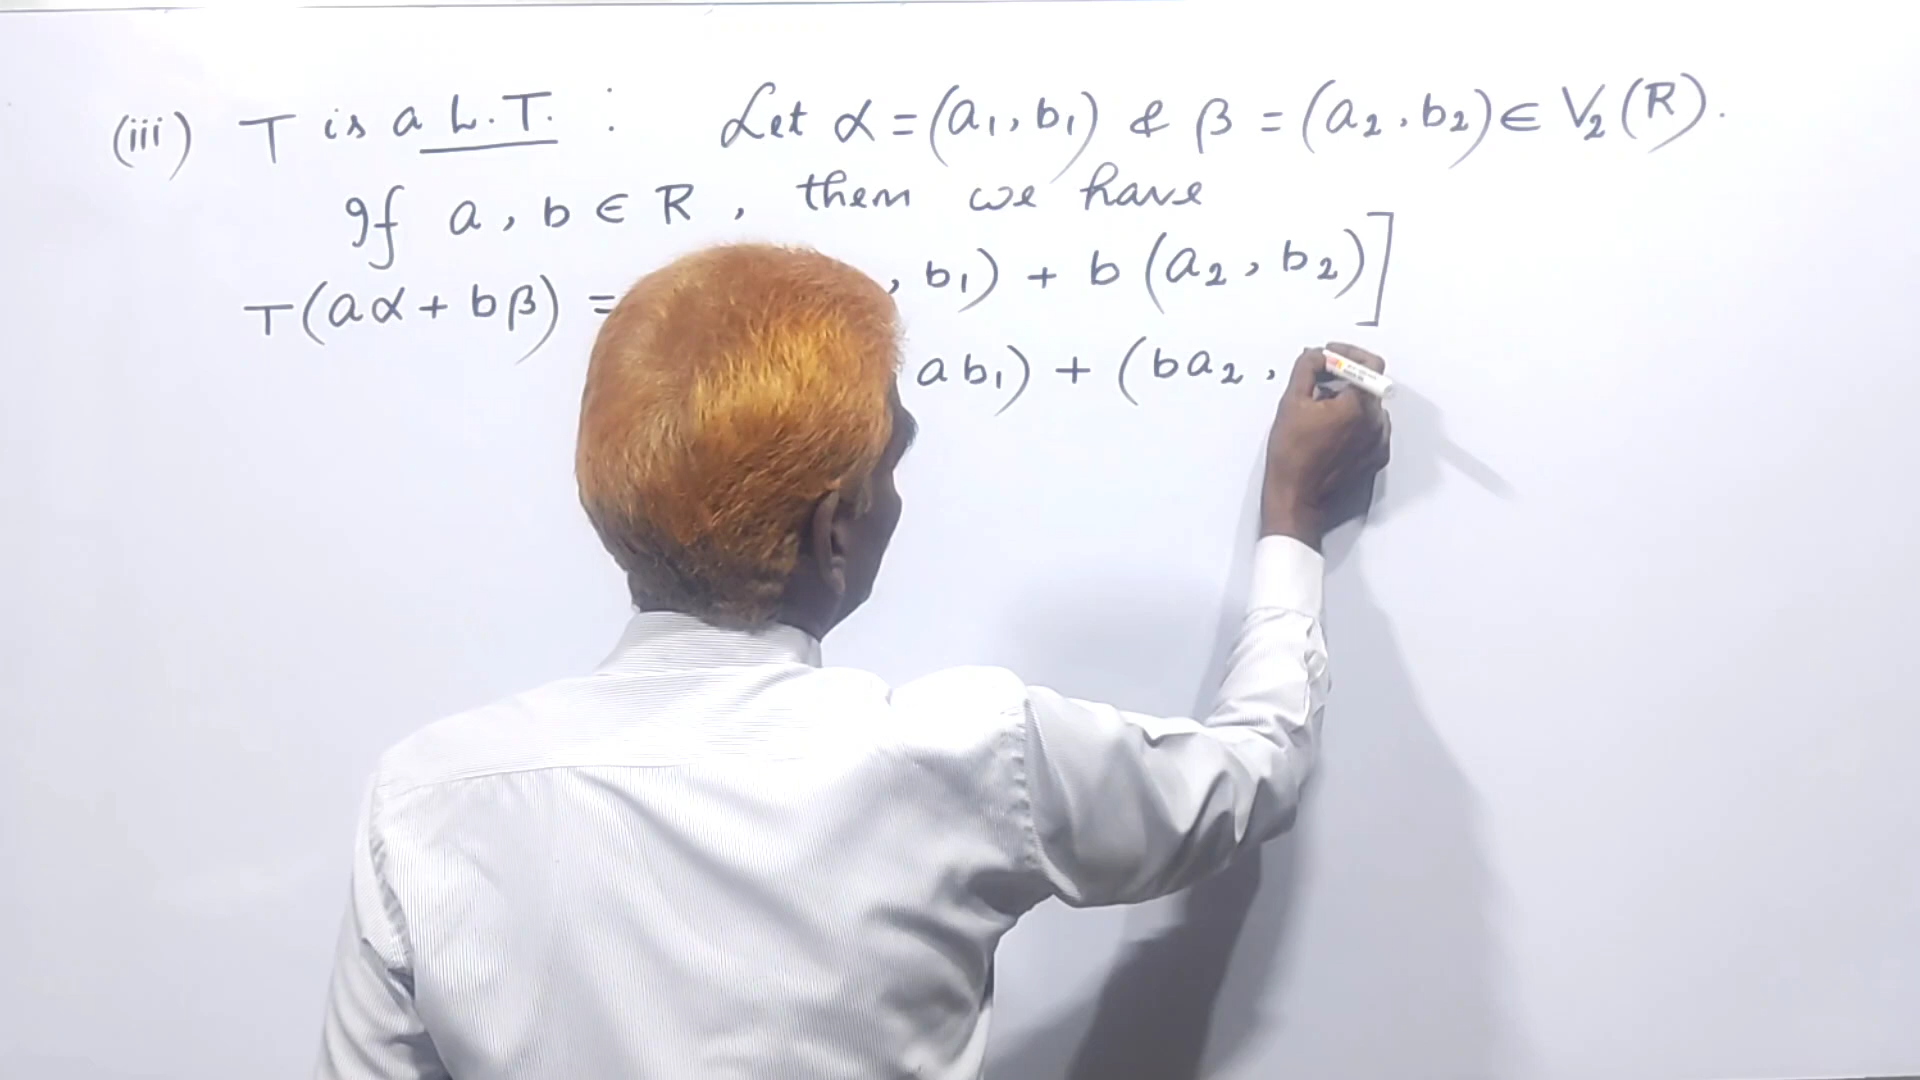 (iii) T is a L.T. : Let α = (a₁, b₁) & β = (a₂, b₂) ∈ V₂(R).
If a, b ∈ R, then we have
T(aα + bβ) = , b₁) + b (a₂, b₂)]
ab₁) + (ba₂,